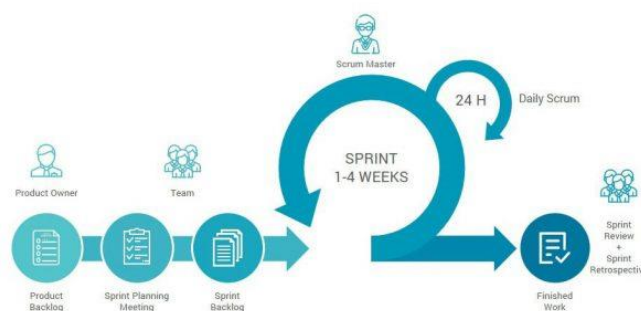 Scrum Master
24 H
Daily Scrum
SPRINT
1-4 WEEKS
Product Owner
Team
Sprint
Review
+
Sprint
Retrospectiv
Product
Backlog
Sprint Planning
Meeting
Sprint
Backlog
Finished
Work